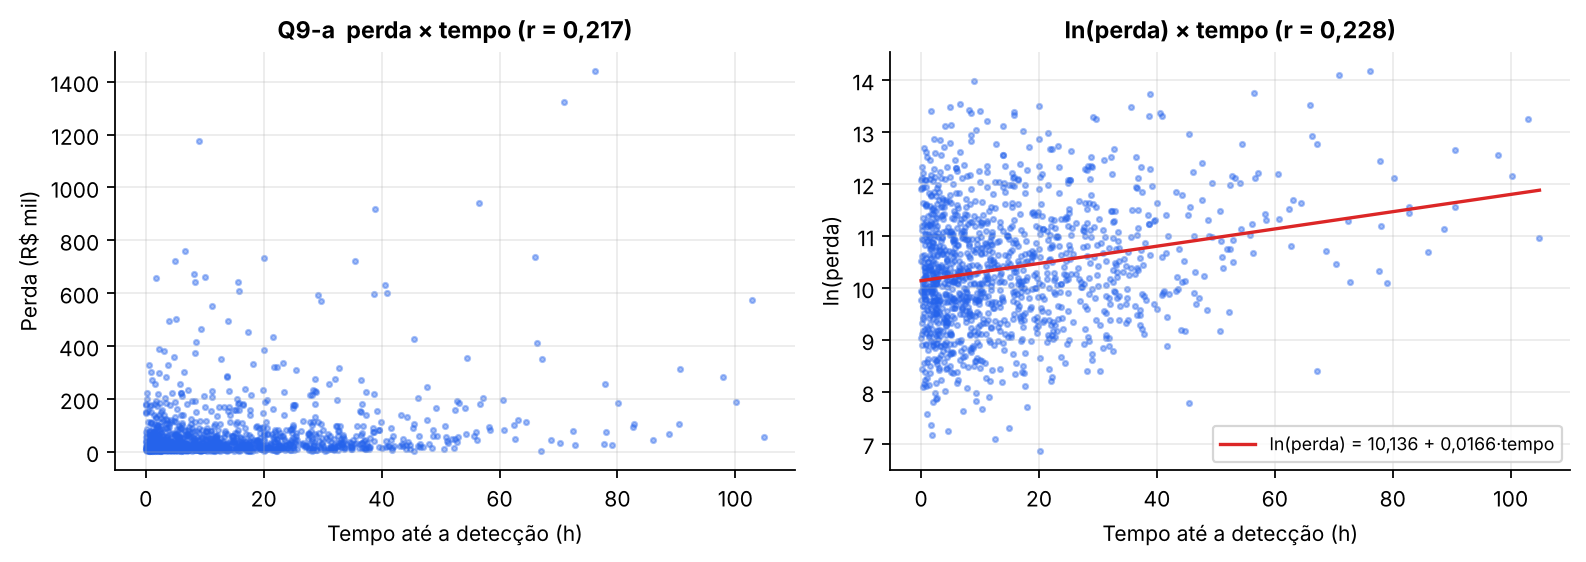 Q9-a  perda × tempo (r = 0,217)
Perda (R$ mil)
1400
1200
1000
800
600
400
200
0
0 20 40 60 80 100
Tempo até a detecção (h)
ln(perda) × tempo (r = 0,228)
ln(perda)
14
13
12
11
10
9
8
7
ln(perda) = 10,136 + 0,0166·tempo
0 20 40 60 80 100
Tempo até a detecção (h)